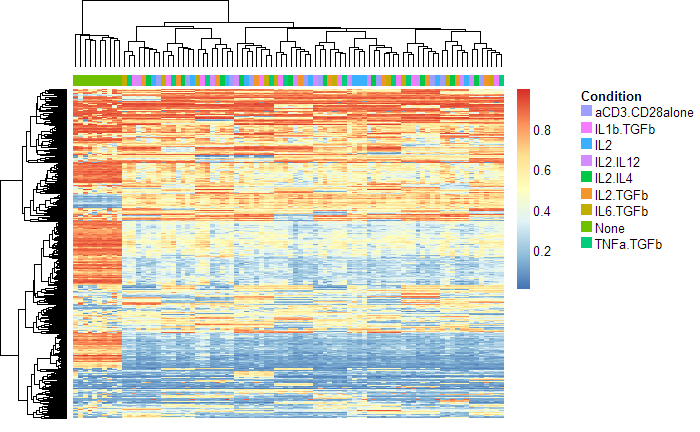 0.8
0.6
0.4
0.2
Condition
aCD3.CD28alone
IL1b.TGFb
IL2
IL2.IL12
IL2.IL4
IL2.TGFb
IL6.TGFb
None
TNFa.TGFb